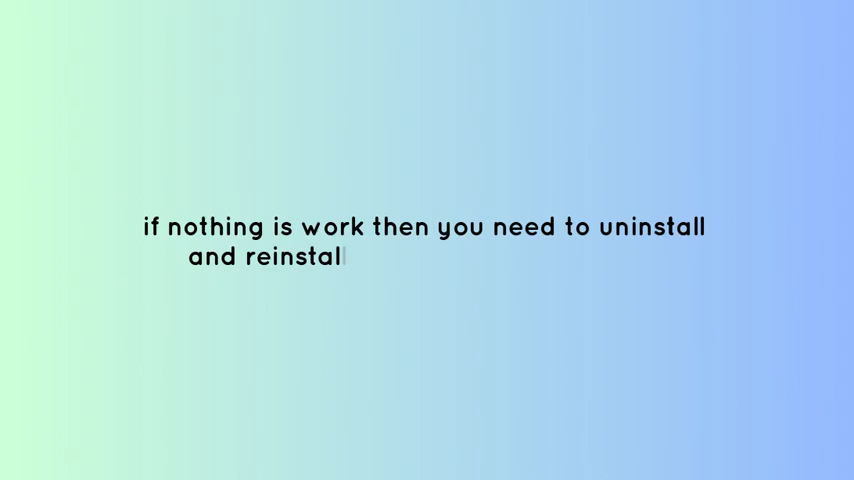 if nothing is work then you need to uninstall
and reinstall